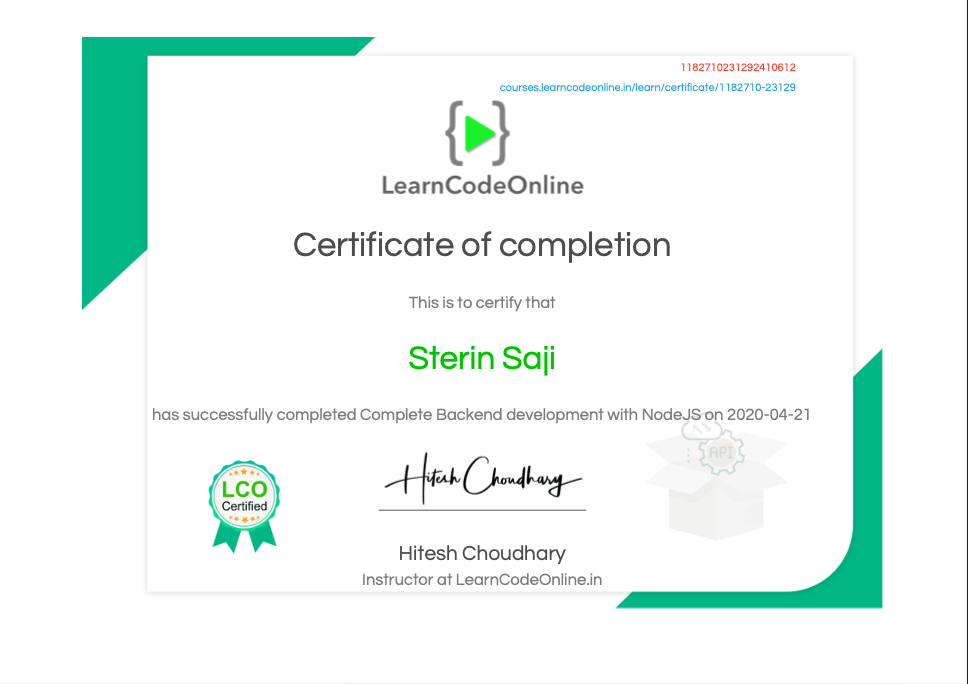 1182710231292410612
courses.learncodeonline.in/learn/certificate/1182710-23129
LearnCodeOnline
Certificate of completion
This is to certify that
Sterin Saji
has successfully completed Complete Backend development with NodeJS on 2020-04-21
API
LCO
Certified
Hitesh Choudhary
Hitesh Choudhary
Instructor at LearnCodeOnline.in